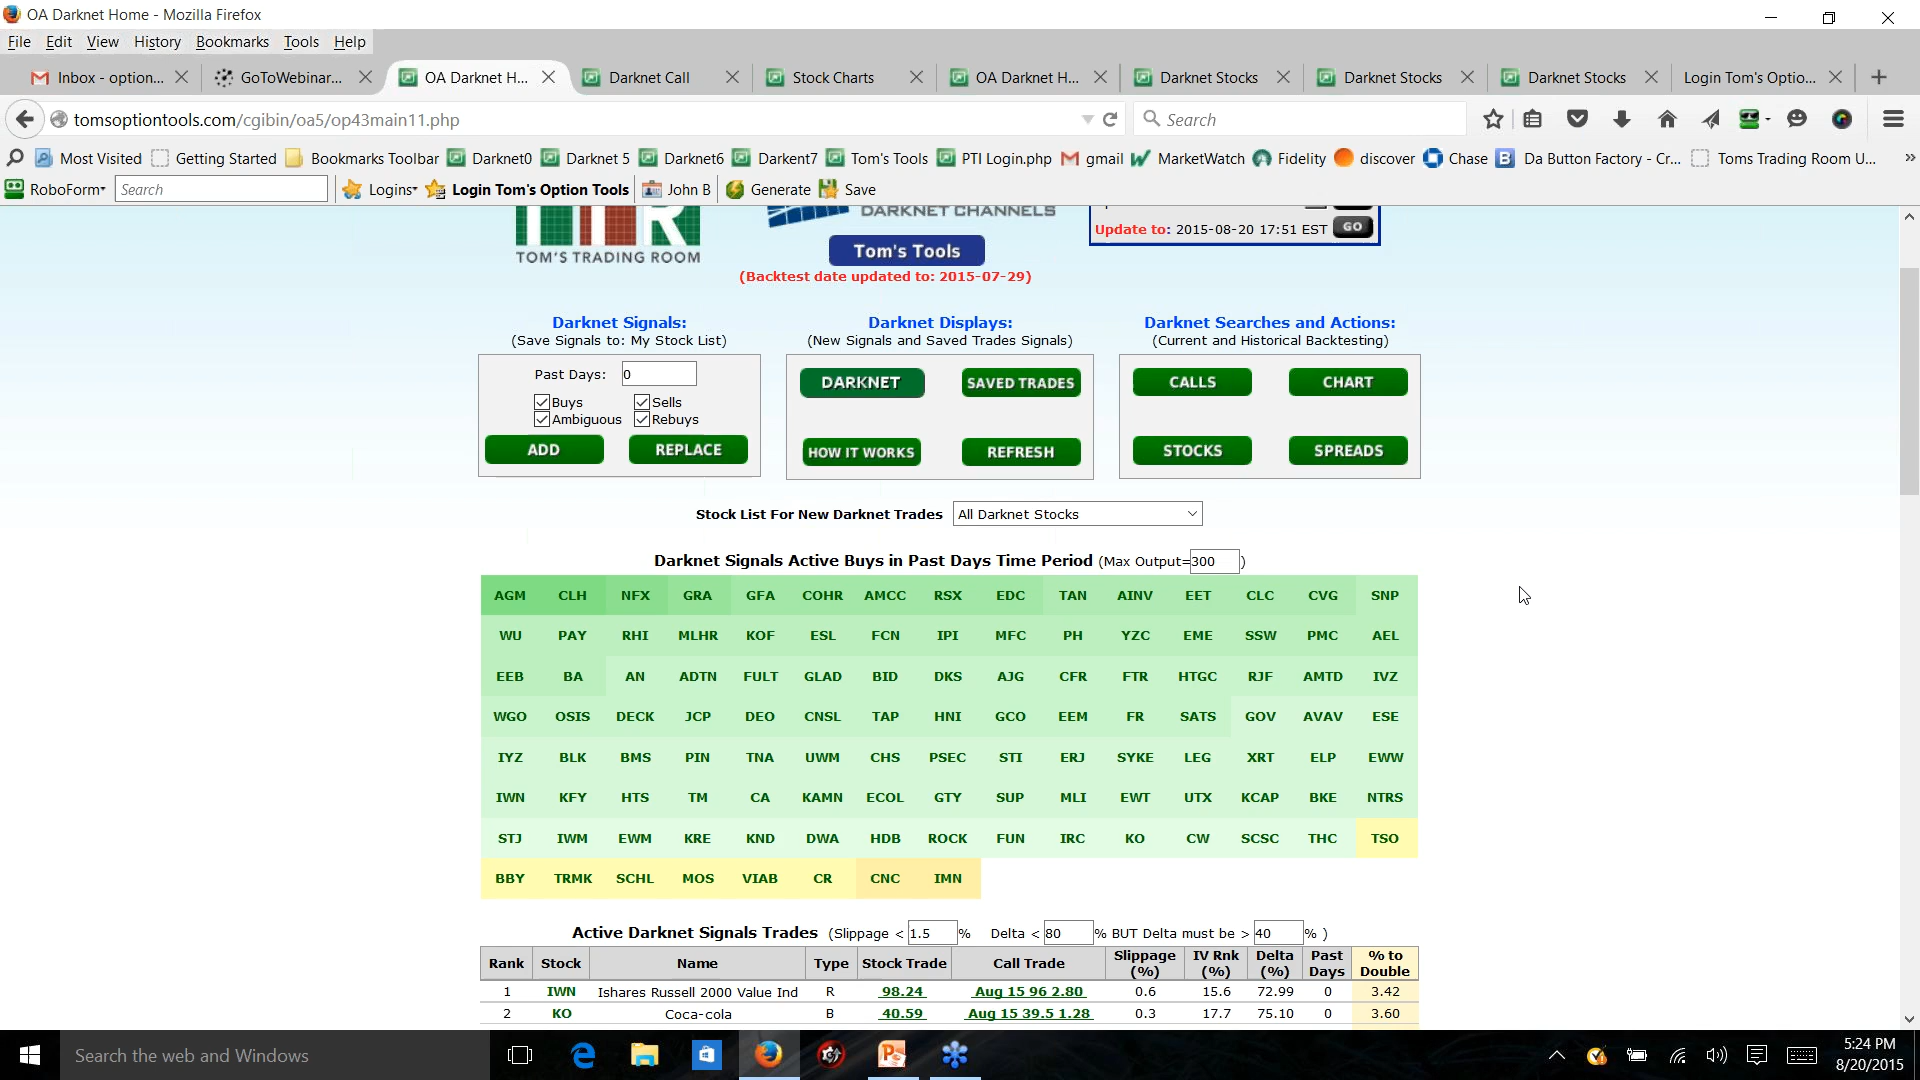 OA Darknet Home - Mozilla Firefox
File Edit View History Bookmarks Tools Help
Inbox - option... GoToWebinar... OA Darknet H... Darknet Call Stock Charts OA Darknet H... Darknet Stocks Darknet Stocks Darknet Stocks Login Tom's Optio...
tomsoptiontools.com/cgibin/oa5/op43main11.php Search
Most Visited Getting Started Bookmarks Toolbar Darknet0 Darknet 5 Darknet6 Darkent7 Tom's Tools PTI Login.php gmail MarketWatch Fidelity discover Chase Da Button Factory - Cr... Toms Trading Room U...
RoboForm Search Logins Login Tom's Option Tools John B Generate Save
TOM'S TRADING ROOM
DARKNET CHANNELS
Tom's Tools
(Backtest date updated to: 2015-07-29)
Update to: 2015-08-20 17:51 EST GO
Darknet Signals: Darknet Displays: Darknet Searches and Actions:
(Save Signals to: My Stock List) (New Signals and Saved Trades Signals) (Current and Historical Backtesting)
Past Days: 0
Buys Sells
Ambiguous Rebuys
ADD REPLACE
DARKNET SAVED TRADES
HOW IT WORKS REFRESH
CALLS CHART
STOCKS SPREADS
Stock List For New Darknet Trades All Darknet Stocks
Darknet Signals Active Buys in Past Days Time Period (Max Output=300)
AGM CLH NFX GRA GFA COHR AMCC RSX EDC TAN AINV EET CLC CVG SNP
WU PAY RHI MLHR KOF ESL FCN IPI MFC PH YZC EME SSW PMC AEL
EEB BA AN ADTN FULT GLAD BID DKS AJG CFR FTR HTGC RJF AMTD IVZ
WGO OSIS DECK JCP DEO CNSL TAP HNI GCO EEM FR SATS GOV AVAV ESE
IYZ BLK BMS PIN TNA UWM CHS PSEC STI ERJ SYKE LEG XRT ELP EWW
IWN KFY HTS TM CA KAMN ECOL GTY SUP MLI EWT UTX KCAP BKE NTRS
STJ IWM EWM KRE KND DWA HDB ROCK FUN IRC KO CW SCSC THC TSO
BBY TRMK SCHL MOS VIAB CR CNC IMN
Active Darknet Signals Trades (Slippage < 1.5 % Delta < 80 % BUT Delta must be > 40 % )
Rank Stock Name Type Stock Trade Call Trade Slippage (%) IV Rnk (%) Delta (%) Past Days % to Double
1 IWN Ishares Russell 2000 Value Ind R 98.24 Aug 15 96 2.80 0.6 15.6 72.99 0 3.42
2 KO Coca-cola B 40.59 Aug 15 39.5 1.28 0.3 17.7 75.10 0 3.60
Search the web and Windows
5:24 PM
8/20/2015